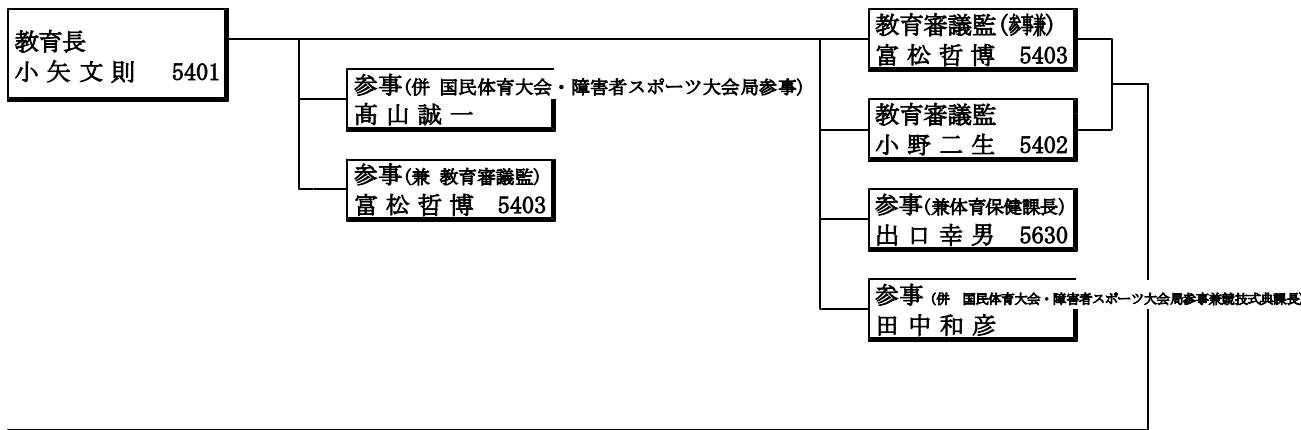 教育長
小矢文則　5401
参事(併 国民体育大会・障害者スポーツ大会局参事)
髙山誠一
参事(兼 教育審議監)
富松哲博　5403
教育審議監(参事兼)
富松哲博　5403
教育審議監
小野二生　5402
参事(兼体育保健課長)
出口幸男　5630
参事(併　国民体育大会・障害者スポーツ大会局参事兼競技式典課長)
田中和彦